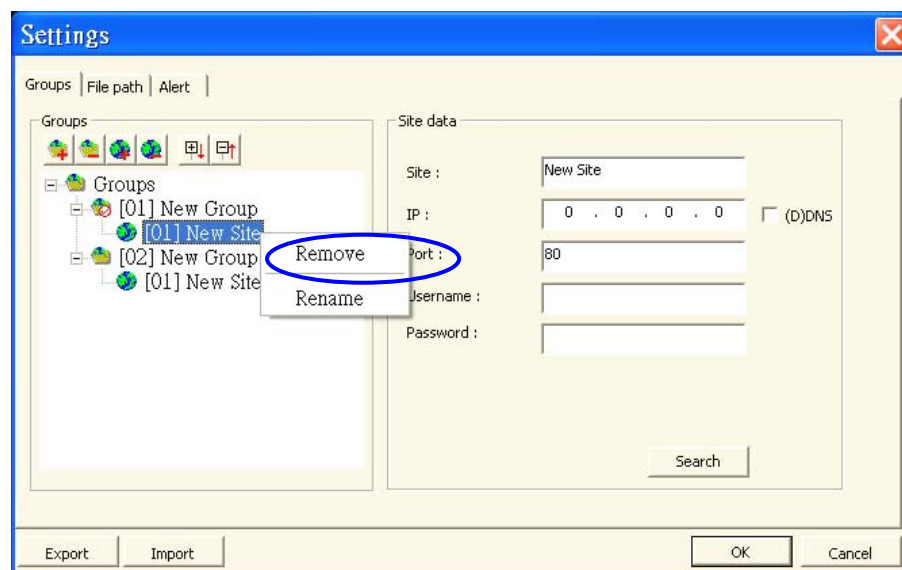 Settings
Groups File path Alert
Groups
Groups
[01] New Group
[01] New Site
[02] New Group
[01] New Site
Remove
Rename
Site data
Site : New Site
IP : 0 . 0 . 0 . 0 (D)DNS
Port : 80
Username :
Password :
Search
Export Import OK Cancel